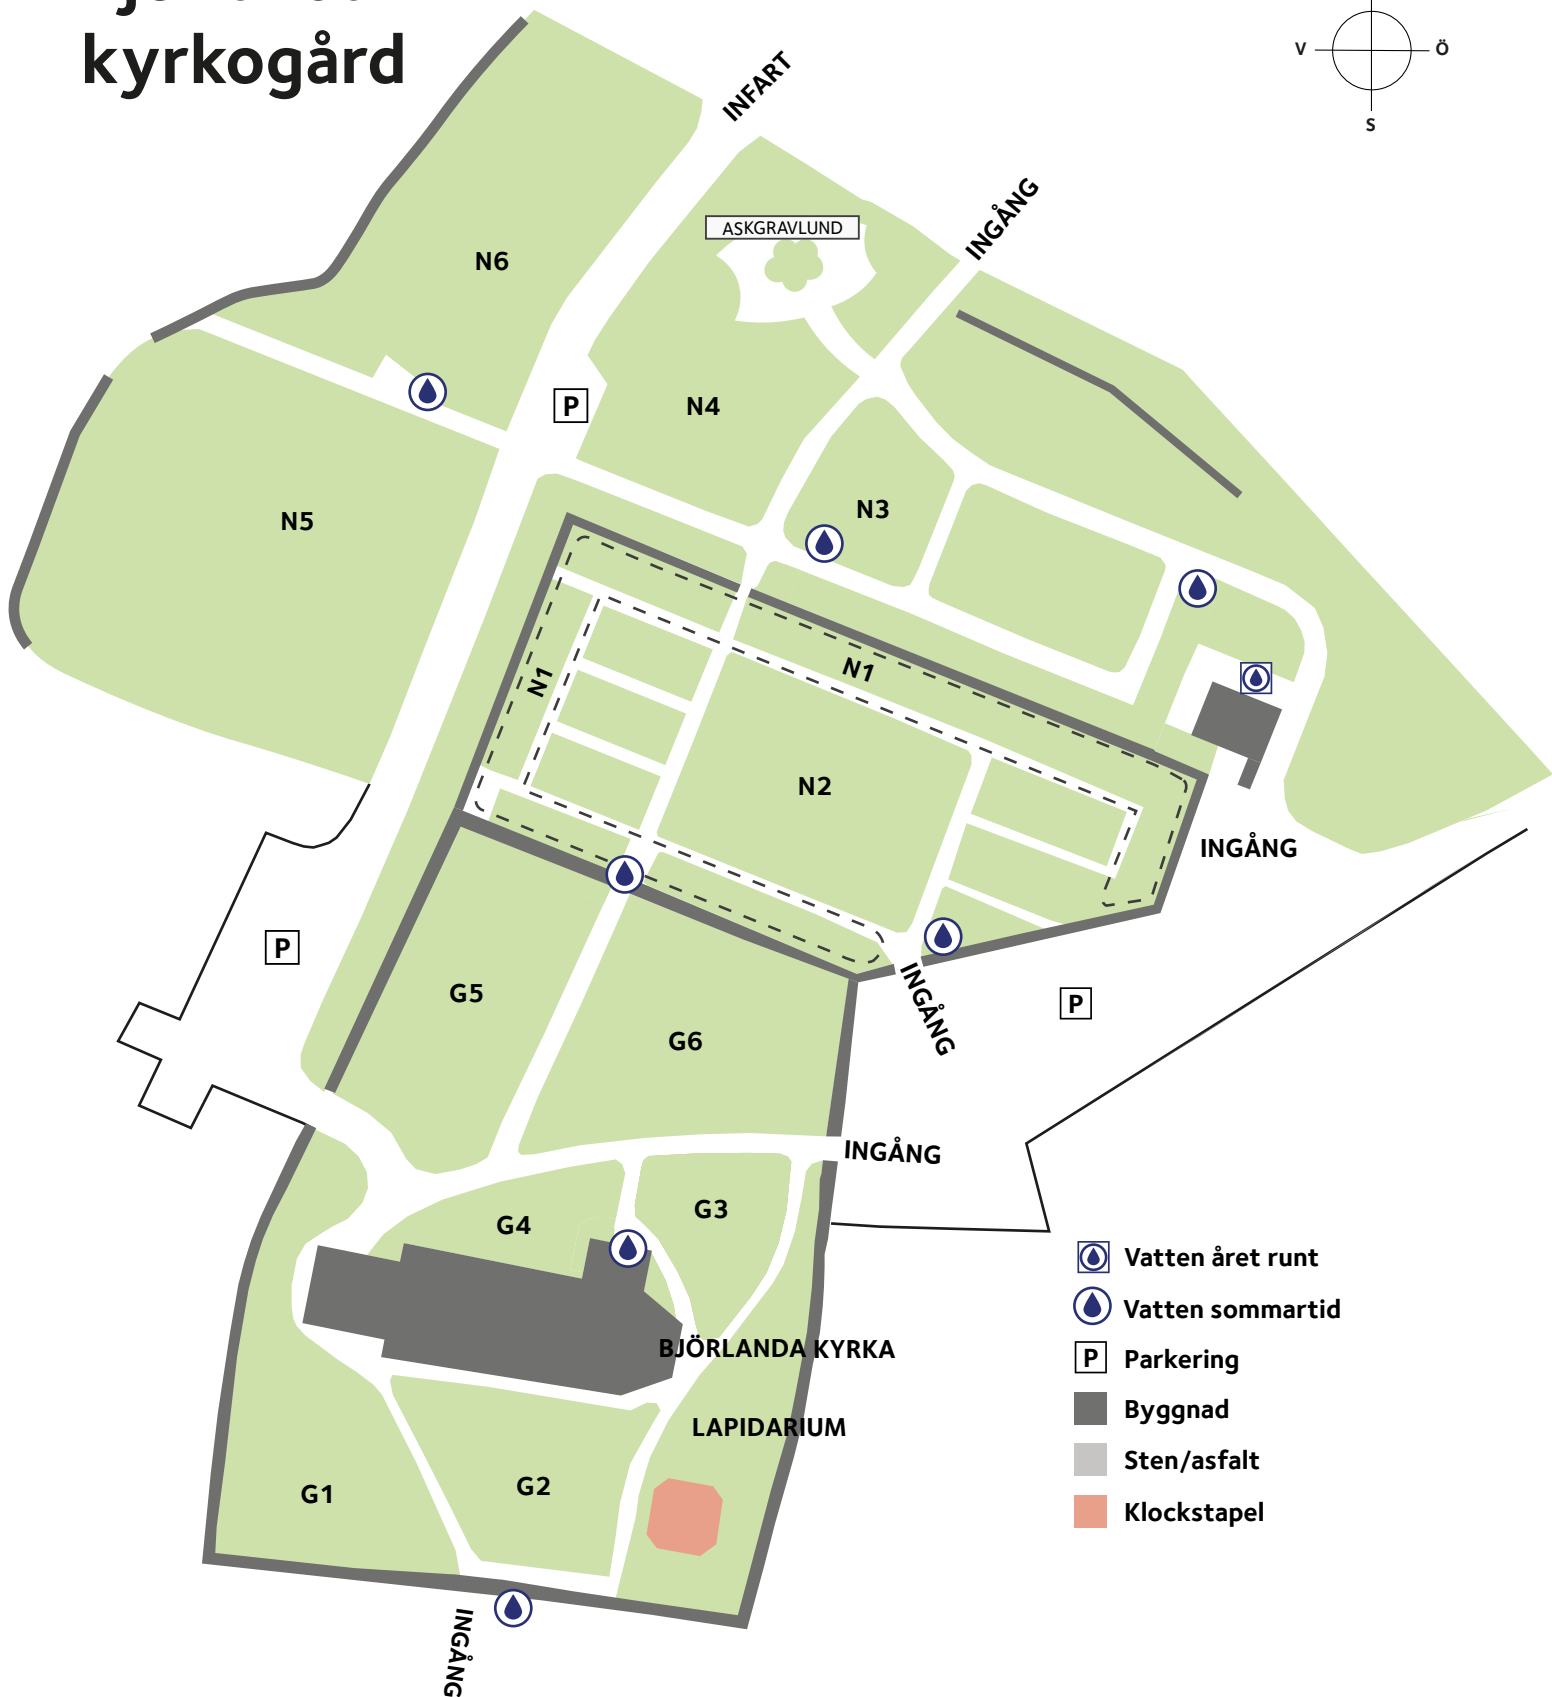 kyrkogård
V
Ö
S
INFART
INGÅNG
ASKGRAVLUND
N6
N4
N3
N5
N1
N1
N2
INGÅNG
P
P
P
INGÅNG
G5
G6
INGÅNG
G4
G3
BJÖRLANDA KYRKA
LAPIDARIUM
G1
G2
INGÅNG
Vatten året runt
Vatten sommartid
P Parkering
Byggnad
Sten/asfalt
Klockstapel